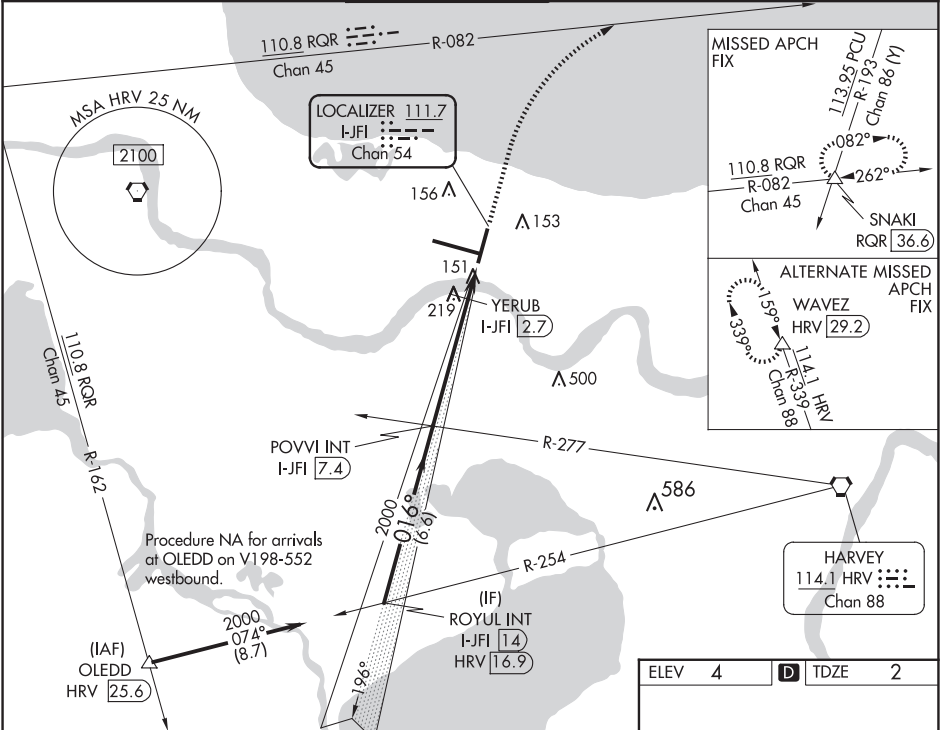 110.8 RQR
Chan 45
R-082
MSA HRV 25 NM
2100
LOCALIZER 111.7
I-JFI
Chan 54
156
153
151
219
YERUB
I-JFI 2.7
500
POVVI INT
I-JFI 7.4
R-277
586
2000
016°
(6.6)
R-254
110.8 RQR
Chan 45
R-162
Procedure NA for arrivals
at OLEDD on V198-552
westbound.
(IAF)
OLEDD
HRV 25.6
2000
074°
(8.7)
(IF)
ROYUL INT
I-JFI 14
HRV 16.9
196°
HARVEY
114.1 HRV
Chan 88
MISSED APCH
FIX
113.95 PCU
R-193
Chan 86 (Y)
082°
262°
110.8 RQR
R-082
Chan 45
SNAKI
RQR 36.6
ALTERNATE MISSED
APCH
FIX
159°
339°
WAVEZ
HRV 29.2
114.1 HRV
R-339
Chan 88
ELEV 4 D TDZE 2